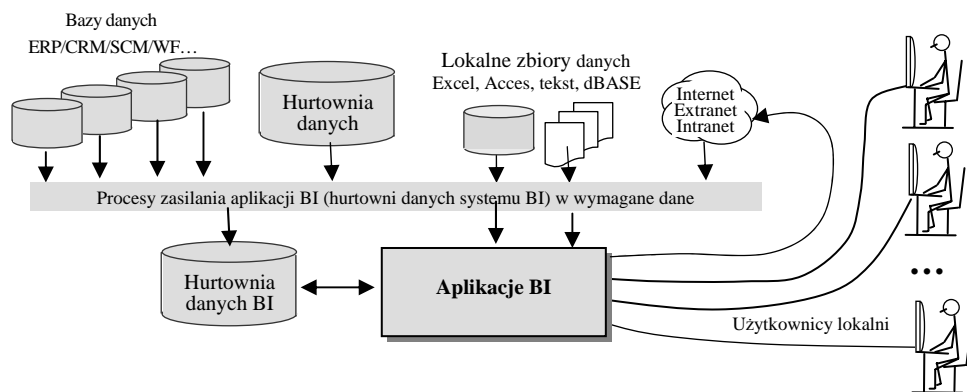 Bazy danych
ERP/CRM/SCM/WF…
Hurtownia
danych
Lokalne zbiory danych
Excel, Acces, tekst, dBASE
Internet
Extranet
Intranet
Procesy zasilania aplikacji BI (hurtowni danych systemu BI) w wymagane dane
Hurtownia
danych BI
Aplikacje BI
Użytkownicy lokalni